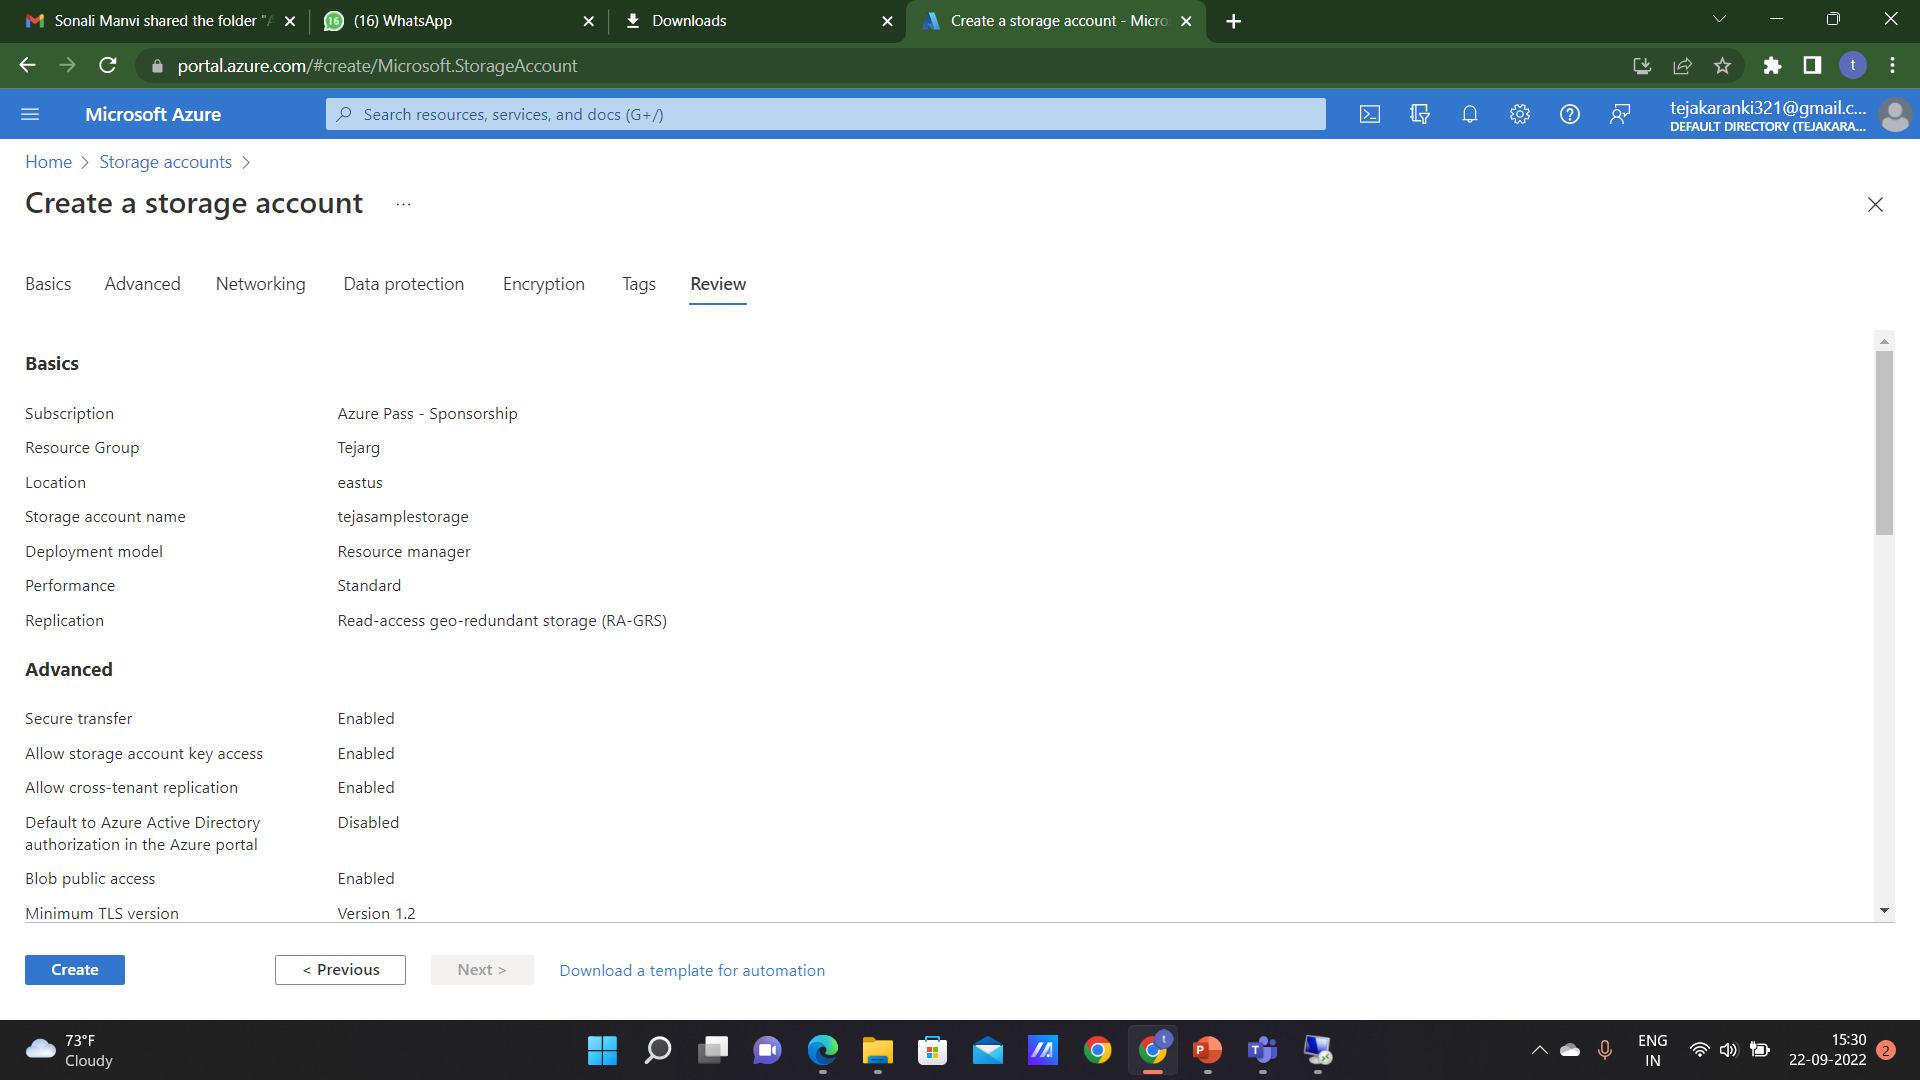 Sonali Manvi shared the folder "A
(16) WhatsApp
Downloads
Create a storage account - Micro
portal.azure.com/#create/Microsoft.StorageAccount
t
Microsoft Azure
Search resources, services, and docs (G+/)
tejakaranki321@gmail.c...
DEFAULT DIRECTORY (TEJAKARA...
Home > Storage accounts >
Create a storage account ...
Basics Advanced Networking Data protection Encryption Tags Review
Basics
Subscription Azure Pass - Sponsorship
Resource Group Tejarg
Location eastus
Storage account name tejasamplestorage
Deployment model Resource manager
Performance Standard
Replication Read-access geo-redundant storage (RA-GRS)
Advanced
Secure transfer Enabled
Allow storage account key access Enabled
Allow cross-tenant replication Enabled
Default to Azure Active Directory Disabled
authorization in the Azure portal
Blob public access Enabled
Minimum TLS version Version 1.2
Create < Previous Next > Download a template for automation
73°F
Cloudy
ENG
IN
15:30
22-09-2022
2